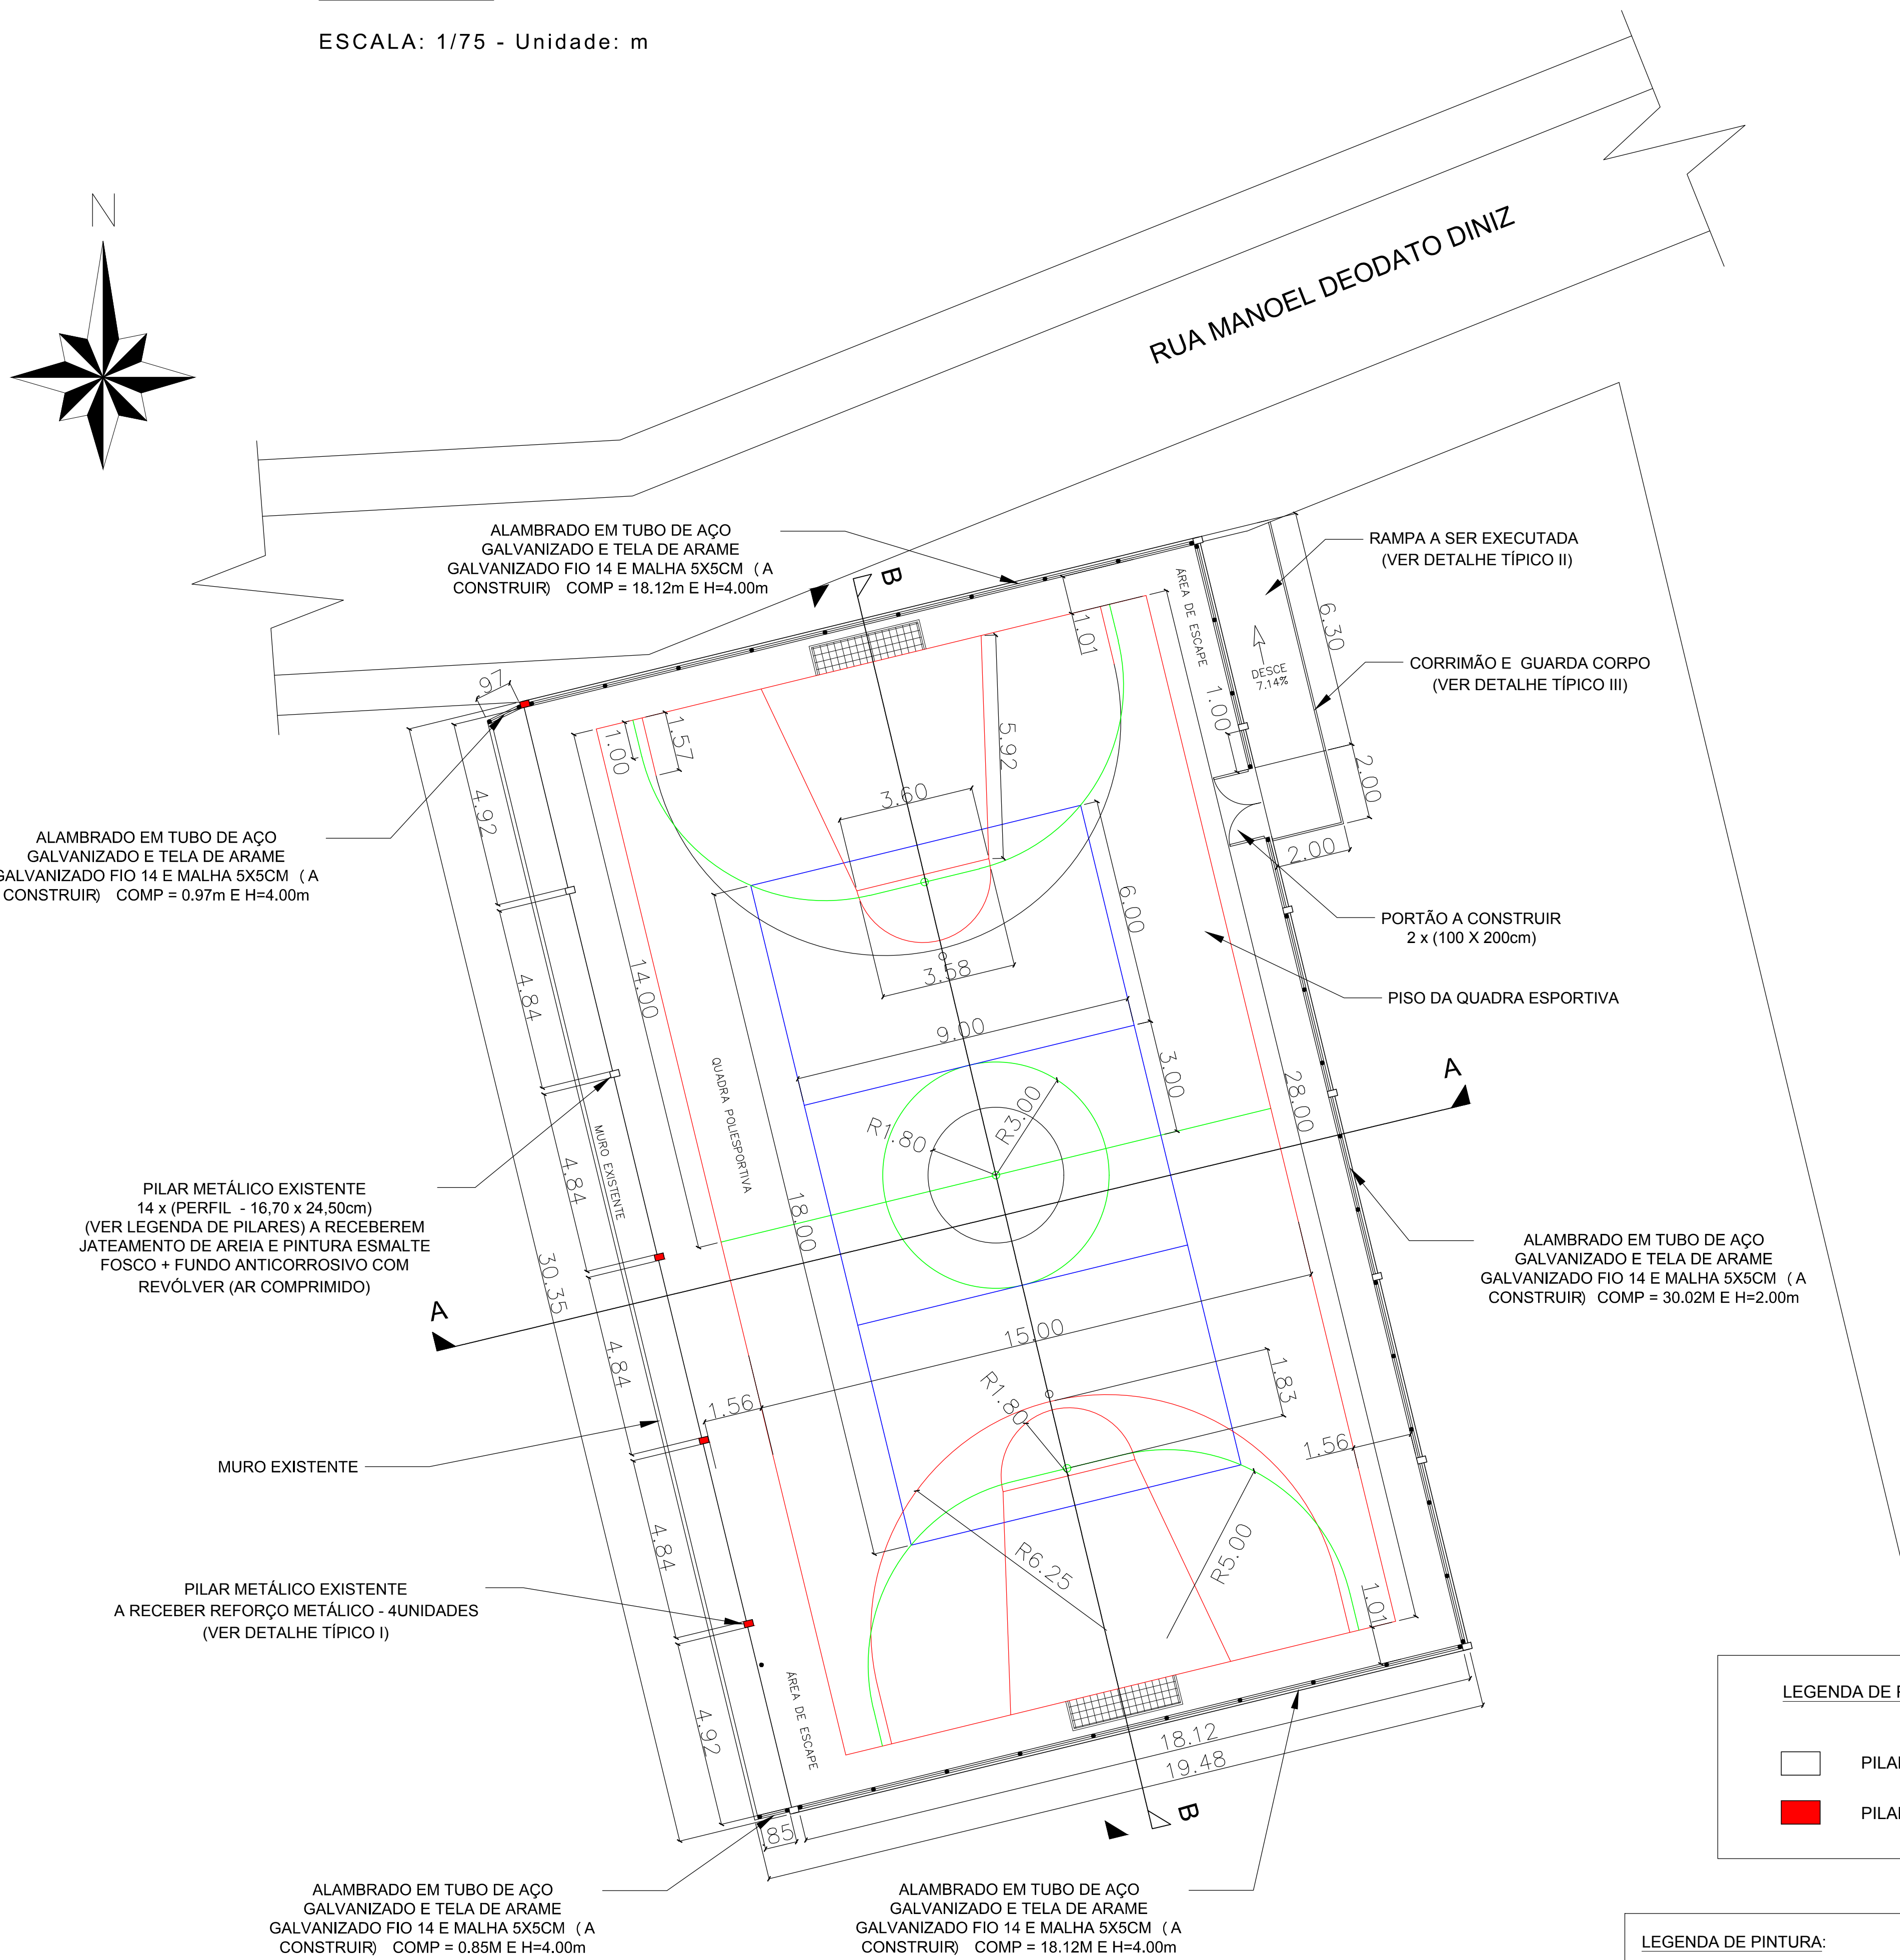 ESCALA: 1/75 - Unidade: m
N
RUA MANOEL DEODATO DINIZ
ALAMBRADO EM TUBO DE AÇO
GALVANIZADO E TELA DE ARAME
GALVANIZADO FIO 14 E MALHA 5X5CM (A
CONSTRUIR) COMP = 18.12m E H=4.00m
B
RAMPA A SER EXECUTADA
(VER DETALHE TÍPICO II)
ÁREA DE ESCAPE
1.01
6.30
DESCE
7.14%
CORRIMÃO E GUARDA CORPO
(VER DETALHE TÍPICO III)
97
1.00
1.57
5.92
1.00
2.00
3.60
4.92
ALAMBRADO EM TUBO DE AÇO
GALVANIZADO E TELA DE ARAME
GALVANIZADO FIO 14 E MALHA 5X5CM (A
CONSTRUIR) COMP = 0.97m E H=4.00m
2.00
6.00
PORTÃO A CONSTRUIR
2 x (100 X 200cm)
3.58
14.00
4.84
PISO DA QUADRA ESPORTIVA
9.00
3.00
QUADRA POLIESPORTIVA
28.00
A
R1.80
R3.00
MURO EXISTENTE
4.84
PILAR METÁLICO EXISTENTE
14 x (PERFIL - 16,70 x 24,50cm)
(VER LEGENDA DE PILARES) A RECEBEREM
JATEAMENTO DE AREIA E PINTURA ESMALTE
FOSCO + FUNDO ANTICORROSIVO COM
REVÓLVER (AR COMPRIMIDO)
18.00
30.35
ALAMBRADO EM TUBO DE AÇO
GALVANIZADO E TELA DE ARAME
GALVANIZADO FIO 14 E MALHA 5X5CM (A
CONSTRUIR) COMP = 30.02M E H=2.00m
A
4.84
15.00
1.83
R1.80
1.56
1.56
MURO EXISTENTE
4.84
R6.25
R5.00
PILAR METÁLICO EXISTENTE
A RECEBER REFORÇO METÁLICO - 4UNIDADES
(VER DETALHE TÍPICO I)
1.01
4.92
ÁREA DE ESCAPE
18.12
19.48
LEGENDA DE
PILA
PILA
85
B
ALAMBRADO EM TUBO DE AÇO
GALVANIZADO E TELA DE ARAME
GALVANIZADO FIO 14 E MALHA 5X5CM (A
CONSTRUIR) COMP = 0.85M E H=4.00m
ALAMBRADO EM TUBO DE AÇO
GALVANIZADO E TELA DE ARAME
GALVANIZADO FIO 14 E MALHA 5X5CM (A
CONSTRUIR) COMP = 18.12M E H=4.00m
LEGENDA DE PINTURA: